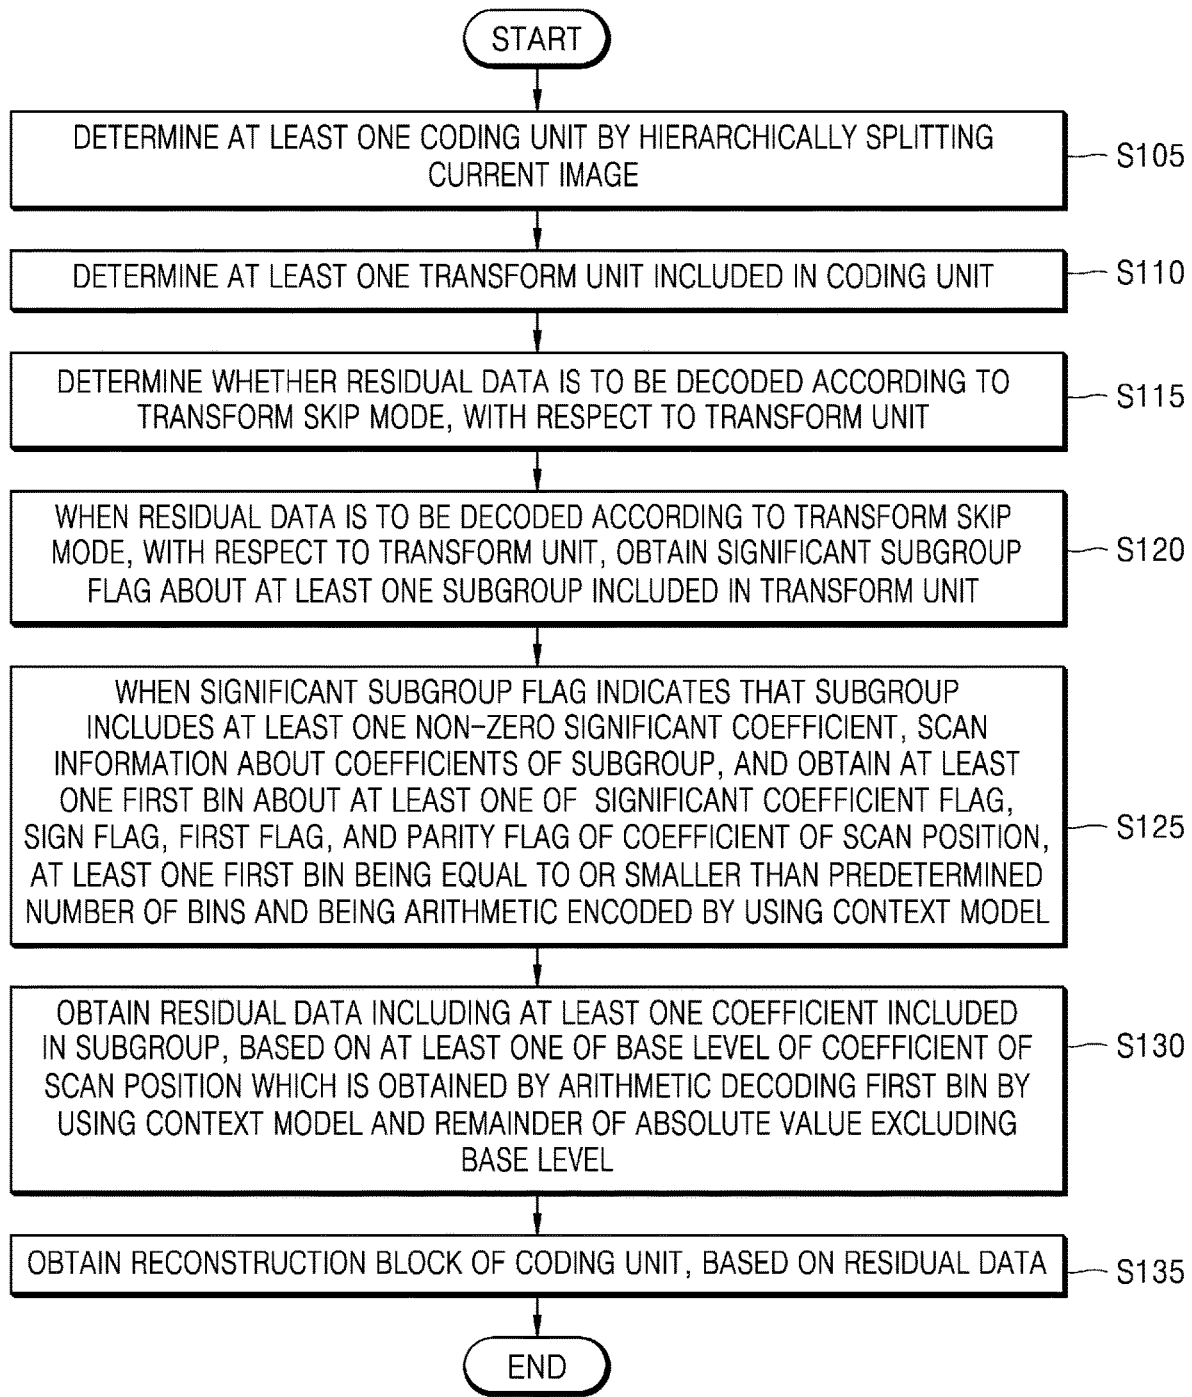 START
DETERMINE AT LEAST ONE CODING UNIT BY HIERARCHICALLY SPLITTING
CURRENT IMAGE
S105
DETERMINE AT LEAST ONE TRANSFORM UNIT INCLUDED IN CODING UNIT
S110
DETERMINE WHETHER RESIDUAL DATA IS TO BE DECODED ACCORDING TO
TRANSFORM SKIP MODE, WITH RESPECT TO TRANSFORM UNIT
S115
WHEN RESIDUAL DATA IS TO BE DECODED ACCORDING TO TRANSFORM SKIP
MODE, WITH RESPECT TO TRANSFORM UNIT, OBTAIN SIGNIFICANT SUBGROUP
FLAG ABOUT AT LEAST ONE SUBGROUP INCLUDED IN TRANSFORM UNIT
S120
WHEN SIGNIFICANT SUBGROUP FLAG INDICATES THAT SUBGROUP
INCLUDES AT LEAST ONE NON-ZERO SIGNIFICANT COEFFICIENT, SCAN
INFORMATION ABOUT COEFFICIENTS OF SUBGROUP, AND OBTAIN AT LEAST
ONE FIRST BIN ABOUT AT LEAST ONE OF SIGNIFICANT COEFFICIENT FLAG,
SIGN FLAG, FIRST FLAG, AND PARITY FLAG OF COEFFICIENT OF SCAN POSITION,
AT LEAST ONE FIRST BIN BEING EQUAL TO OR SMALLER THAN PREDETERMINED
NUMBER OF BINS AND BEING ARITHMETIC ENCODED BY USING CONTEXT MODEL
S125
OBTAIN RESIDUAL DATA INCLUDING AT LEAST ONE COEFFICIENT INCLUDED
IN SUBGROUP, BASED ON AT LEAST ONE OF BASE LEVEL OF COEFFICIENT OF
SCAN POSITION WHICH IS OBTAINED BY ARITHMETIC DECODING FIRST BIN BY
USING CONTEXT MODEL AND REMAINDER OF ABSOLUTE VALUE EXCLUDING
BASE LEVEL
S130
OBTAIN RECONSTRUCTION BLOCK OF CODING UNIT, BASED ON RESIDUAL DATA
S135
END